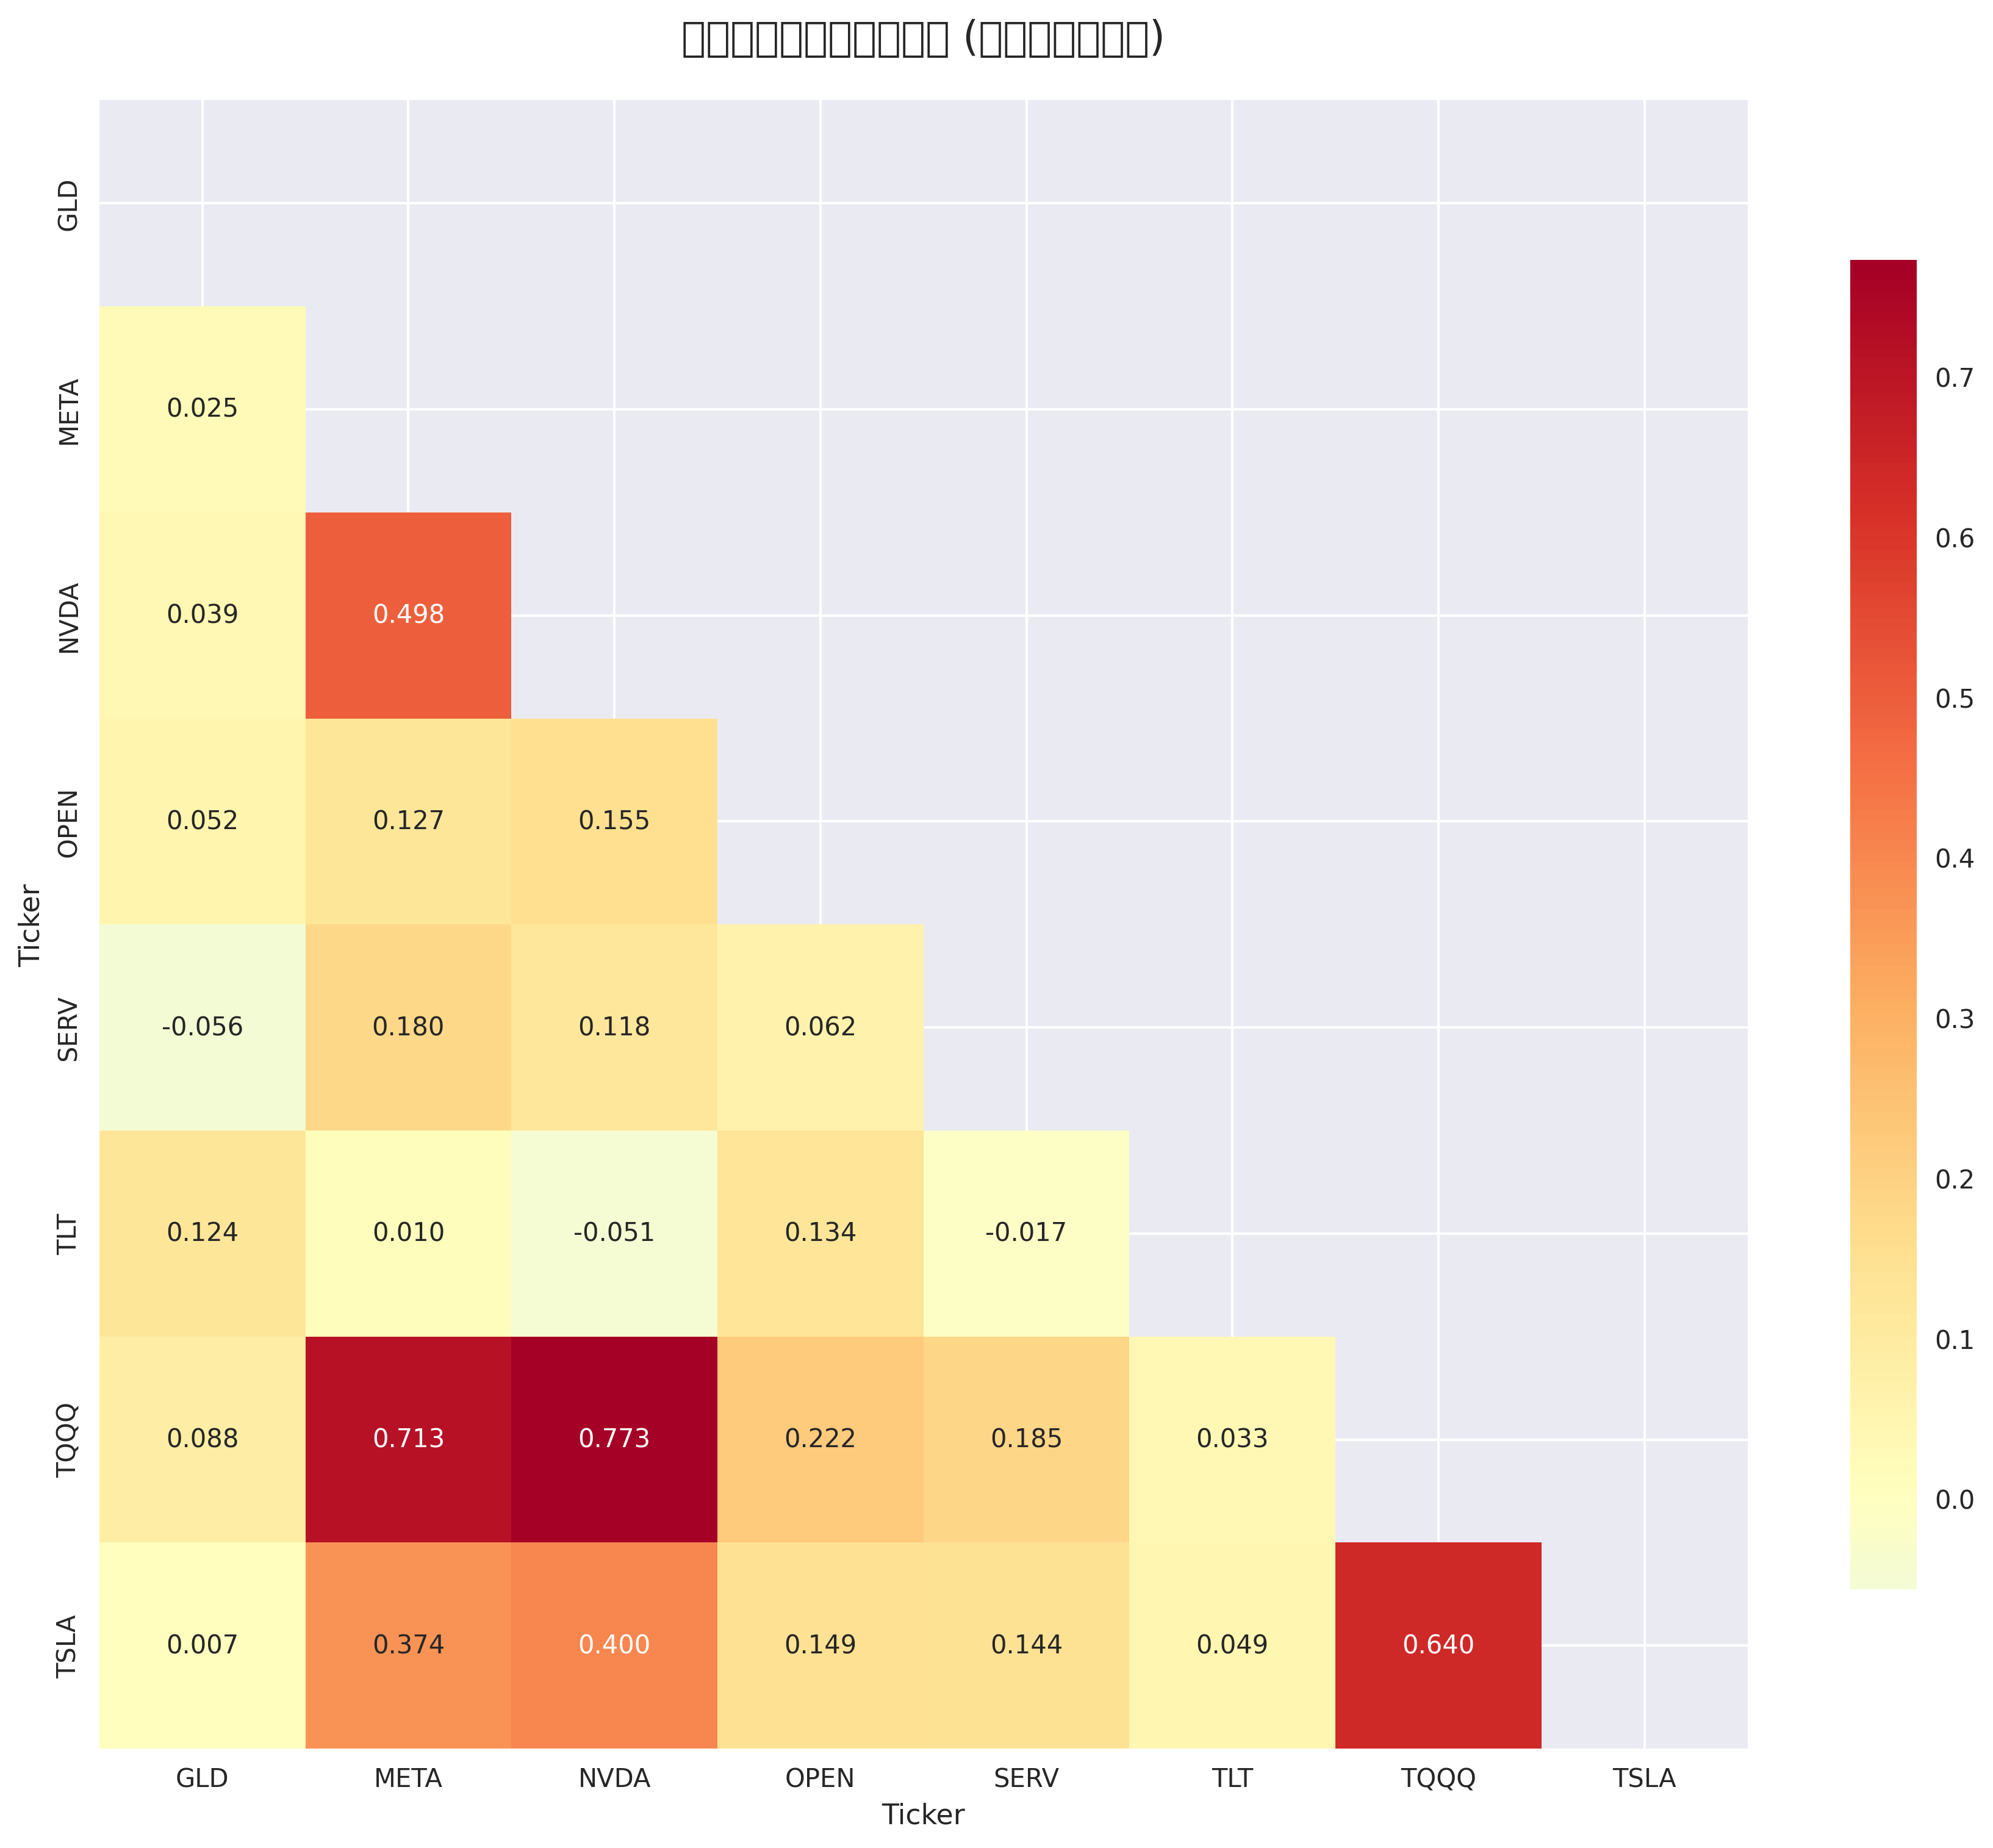 GLD
META 0.025
NVDA 0.039 0.498
OPEN 0.052 0.127 0.155
SERV -0.056 0.180 0.118 0.062
TLT 0.124 0.010 -0.051 0.134 -0.017
TQQQ 0.088 0.713 0.773 0.222 0.185 0.033
TSLA 0.007 0.374 0.400 0.149 0.144 0.049 0.640
GLD META NVDA OPEN SERV TLT TQQQ TSLA
Ticker
Ticker
0.7
0.6
0.5
0.4
0.3
0.2
0.1
0.0